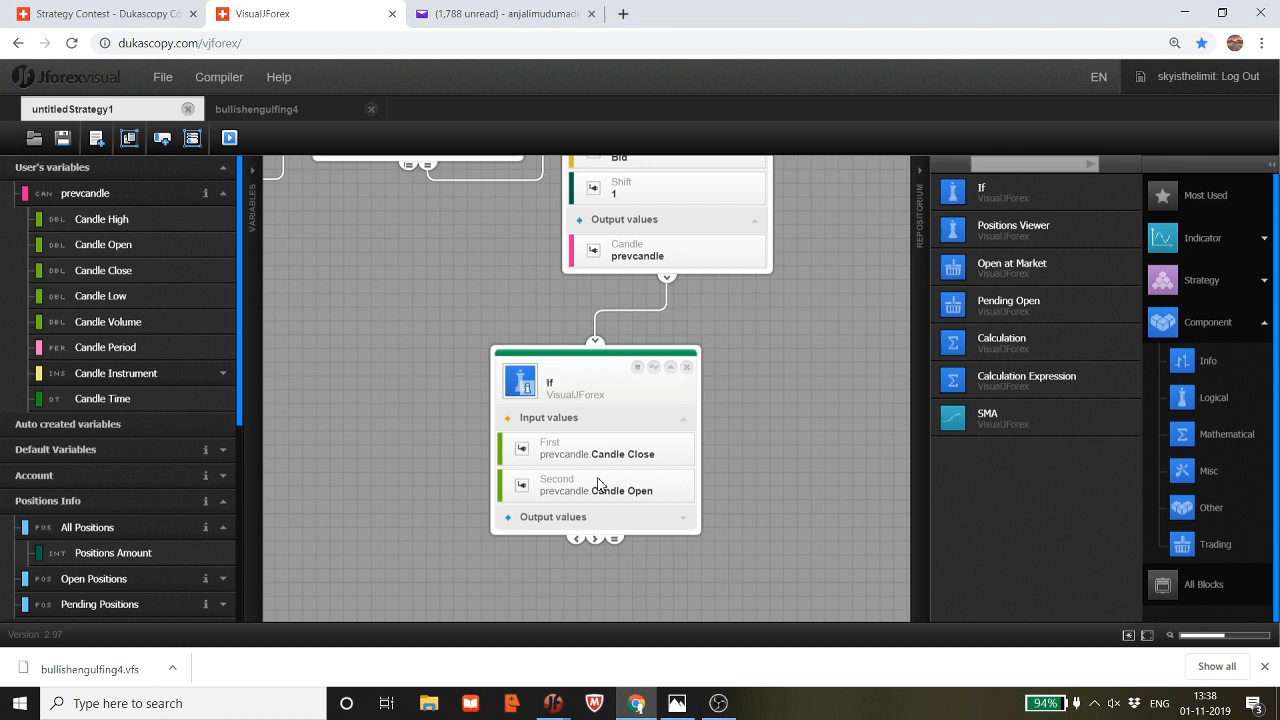 Strategy Contest - Dukascopy Co
VisualJForex
(1,788 unread) - anjalimudumadi
dukascopy.com/vjforex/
Jforexvisual
File
Compiler
Help
EN
skyisthelimit: Log Out
untitledStrategy1
bullishengulfing4
User's variables
CAN prevcandle
DBL Candle High
DBL Candle Open
DBL Candle Close
DBL Candle Low
DBL Candle Volume
PER Candle Period
INS Candle Instrument
DT Candle Time
Auto created variables
Default Variables
Account
Positions Info
POS All Positions
INT Positions Amount
POS Open Positions
POS Pending Positions
VARIABLES
Bid
Shift
1
Output values
Candle
prevcandle
If
VisualJForex
Input values
First
prevcandle.Candle Close
Second
prevcandle.Candle Open
Output values
REPOSITORIUM
If
VisualJForex
Positions Viewer
VisualJForex
Open at Market
VisualJForex
Pending Open
VisualJForex
Calculation
VisualJForex
Calculation Expression
VisualJForex
SMA
VisualJForex
Most Used
Indicator
Strategy
Component
Info
Logical
Mathematical
Misc
Other
Trading
All Blocks
Version: 2.97
bullishengulfing4.vfs
Show all
Type here to search
94%
13:38
01-11-2019
3